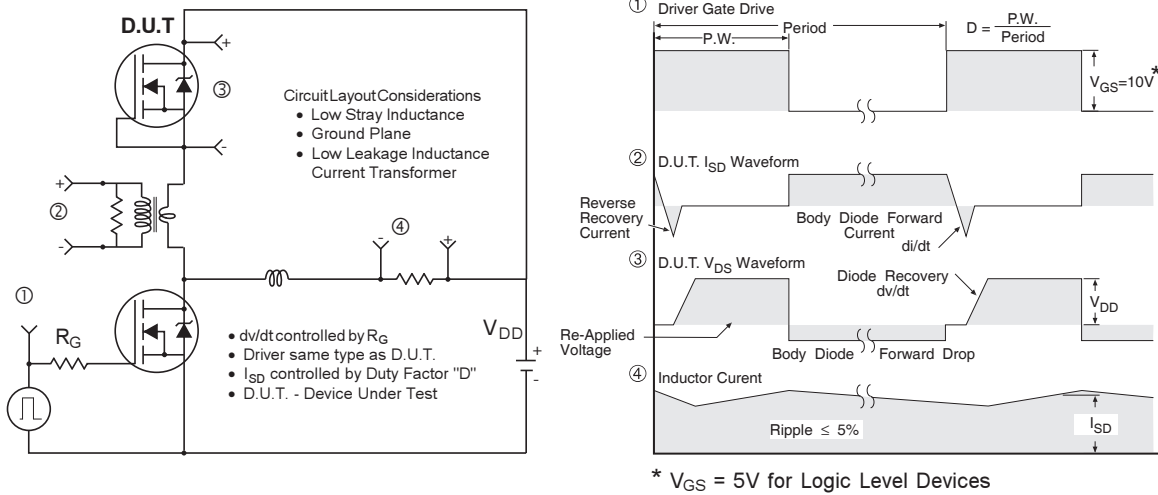 D.U.T
+
③
-
Circuit Layout Considerations
• Low Stray Inductance
• Ground Plane
• Low Leakage Inductance
Current Transformer
+
②
-
-
④
+
①
R_G
V_DD
+
-
• dv/dt controlled by R_G
• Driver same type as D.U.T.
• I_SD controlled by Duty Factor "D"
• D.U.T. - Device Under Test
① Driver Gate Drive
Period
P.W.
D = P.W. / Period
V_GS=10V *
② D.U.T. I_SD Waveform
Reverse
Recovery
Current
Body Diode Forward
Current
di/dt
③ D.U.T. V_DS Waveform
Diode Recovery
dv/dt
V_DD
Re-Applied
Voltage
Body Diode Forward Drop
④ Inductor Curent
Ripple ≤ 5%
I_SD
* V_GS = 5V for Logic Level Devices